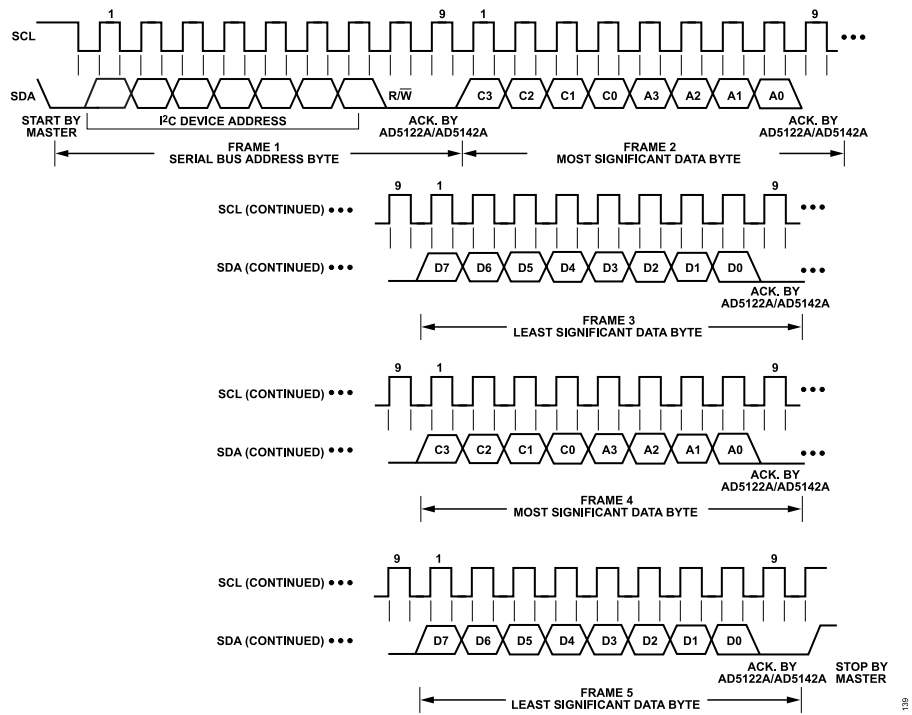 1 9 1 9
SCL •••
SDA R/W̅ C3 C2 C1 C0 A3 A2 A1 A0
START BY MASTER
I²C DEVICE ADDRESS
ACK. BY AD5122A/AD5142A
ACK. BY AD5122A/AD5142A
FRAME 1
SERIAL BUS ADDRESS BYTE
FRAME 2
MOST SIGNIFICANT DATA BYTE
9 1 9
SCL (CONTINUED) ••• •••
SDA (CONTINUED) ••• D7 D6 D5 D4 D3 D2 D1 D0 •••
ACK. BY
AD5122A/AD5142A
FRAME 3
LEAST SIGNIFICANT DATA BYTE
9 1 9
SCL (CONTINUED) ••• •••
SDA (CONTINUED) ••• C3 C2 C1 C0 A3 A2 A1 A0 •••
ACK. BY
AD5122A/AD5142A
FRAME 4
MOST SIGNIFICANT DATA BYTE
9 1 9
SCL (CONTINUED) •••
SDA (CONTINUED) ••• D7 D6 D5 D4 D3 D2 D1 D0
ACK. BY
AD5122A/AD5142A
STOP BY
MASTER
FRAME 5
LEAST SIGNIFICANT DATA BYTE
139